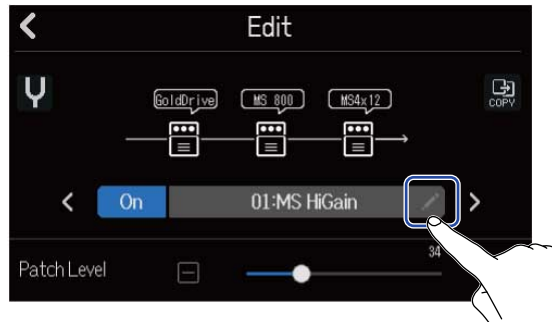 Edit
GoldDrive MS 800 MS4x12
COPY
On 01:MS HiGain
34
Patch Level